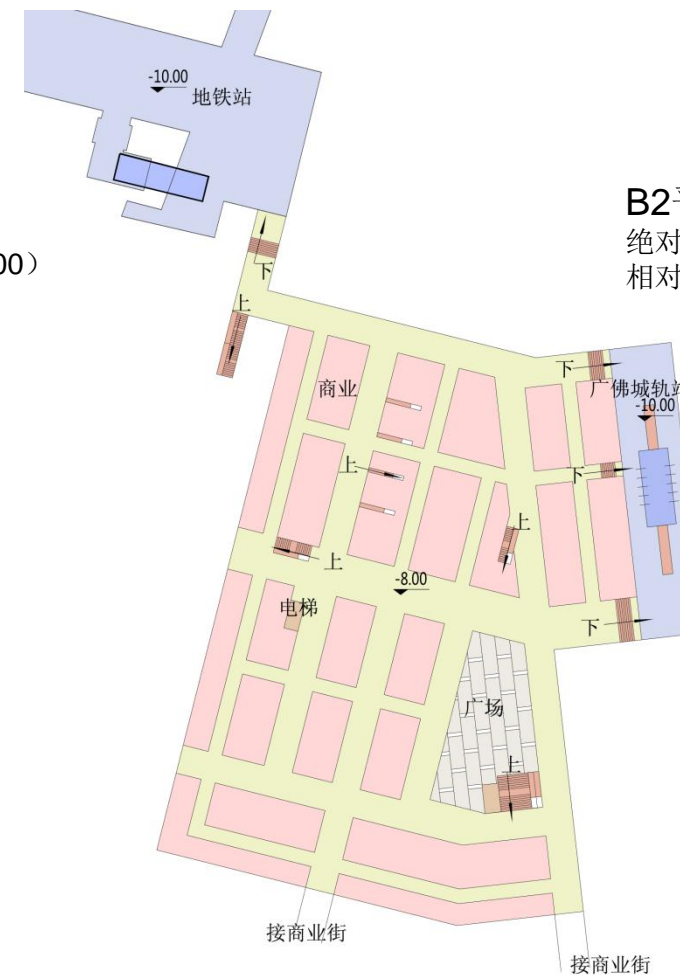 -10.00
地铁站
B2
绝对
相对
00）
下
上
下
商业
广佛城轨站
-10.00
上
下
上
上
-8.00
电梯
下
广场
上
接商业街
接商业街